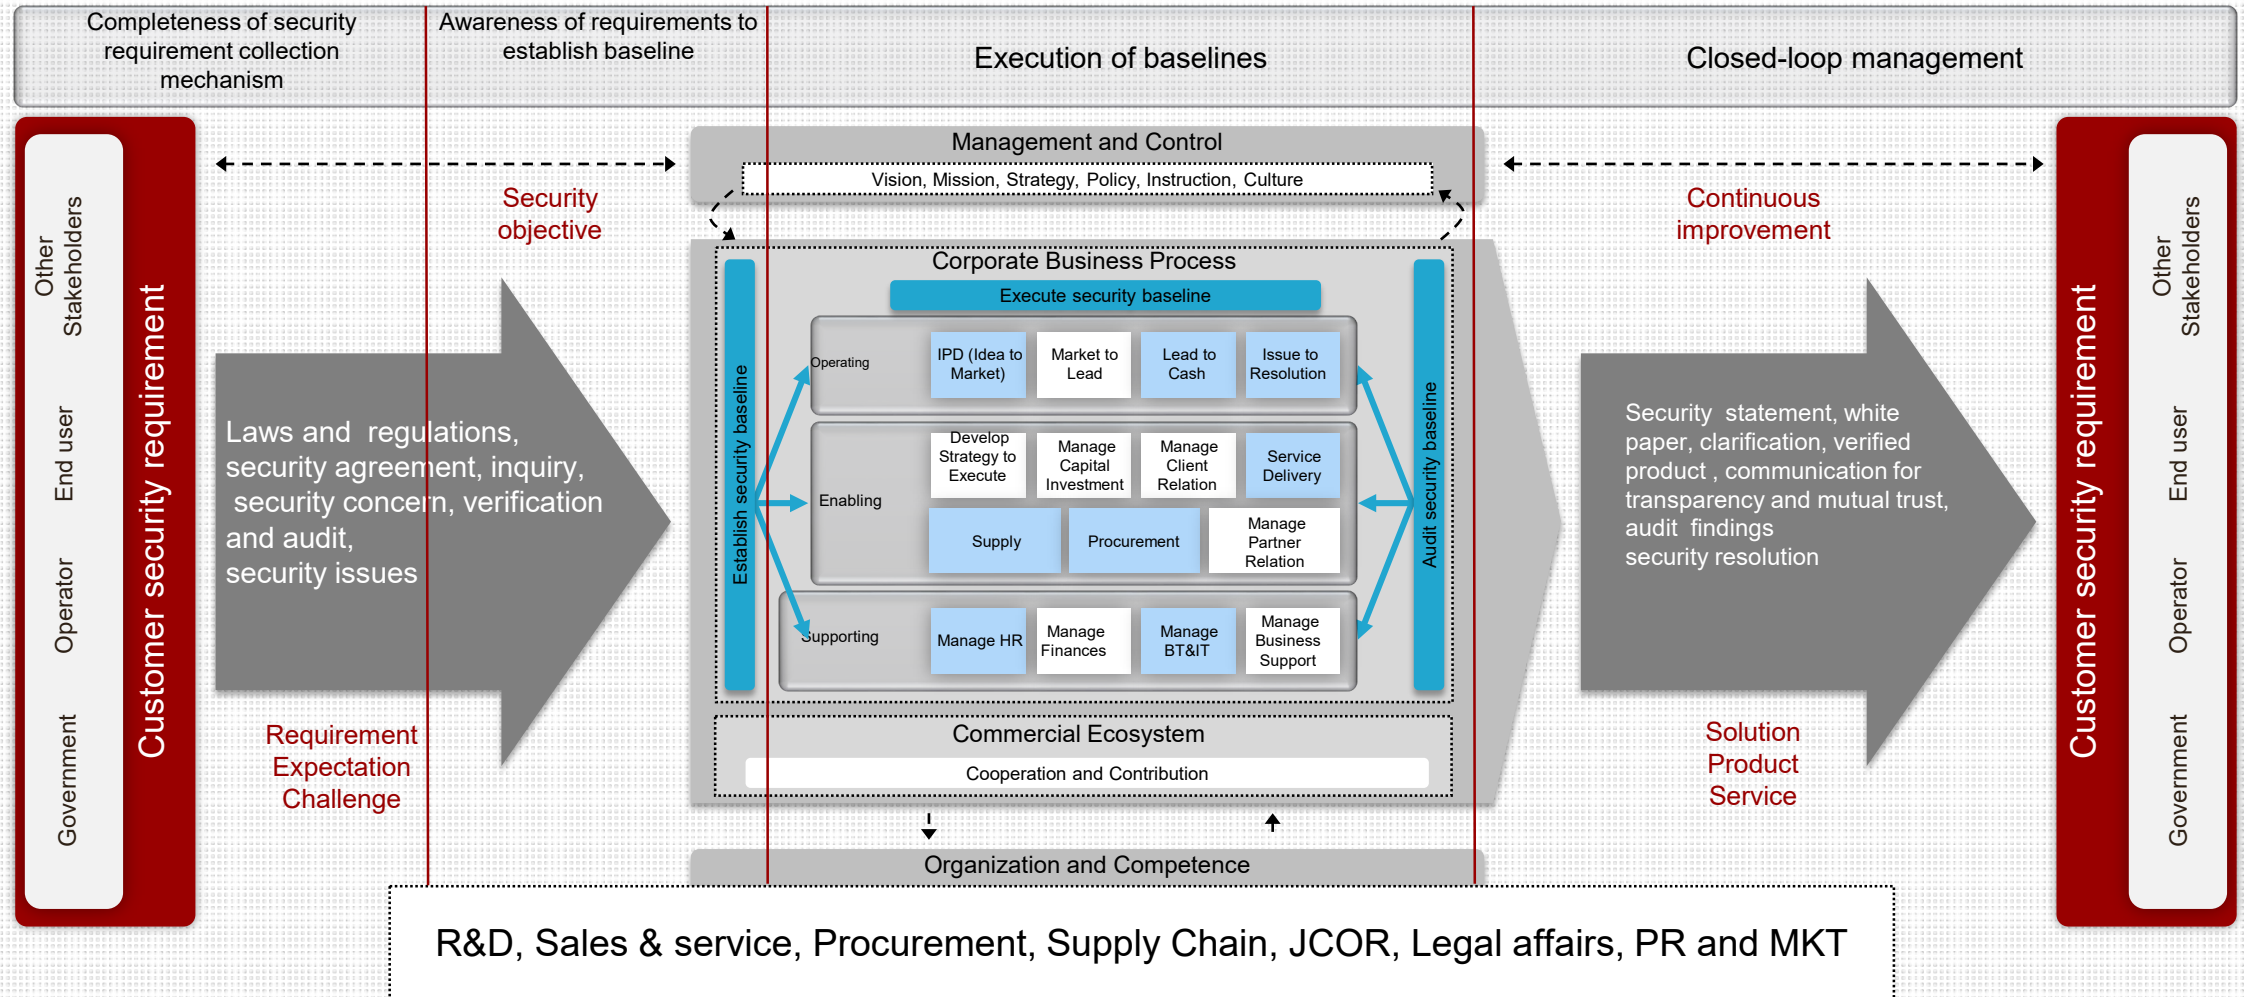 Completeness of security
requirement collection
mechanism
Awareness of requirements to
establish baseline
Execution of baselines
Closed-loop management
Customer security requirement
Other
Stakeholders
End user
Operator
Government
Security
objective
Laws and regulations,
security agreement, inquiry,
security concern, verification
and audit,
security issues
Requirement
Expectation
Challenge
Management and Control
Vision, Mission, Strategy, Policy, Instruction, Culture
Corporate Business Process
Execute security baseline
Establish security baseline
Audit security baseline
Operating
IPD (Idea to
Market)
Market to
Lead
Lead to
Cash
Issue to
Resolution
Enabling
Develop
Strategy to
Execute
Manage
Capital
Investment
Manage
Client
Relation
Service
Delivery
Supply
Procurement
Manage
Partner
Relation
Supporting
Manage HR
Manage
Finances
Manage
BT&IT
Manage
Business
Support
Commercial Ecosystem
Cooperation and Contribution
Organization and Competence
R&D, Sales & service, Procurement, Supply Chain, JCOR, Legal affairs, PR and MKT
Continuous
improvement
Security statement, white
paper, clarification, verified
product , communication for
transparency and mutual trust,
audit findings
security resolution
Solution
Product
Service
Customer security requirement
Other
Stakeholders
End user
Operator
Government